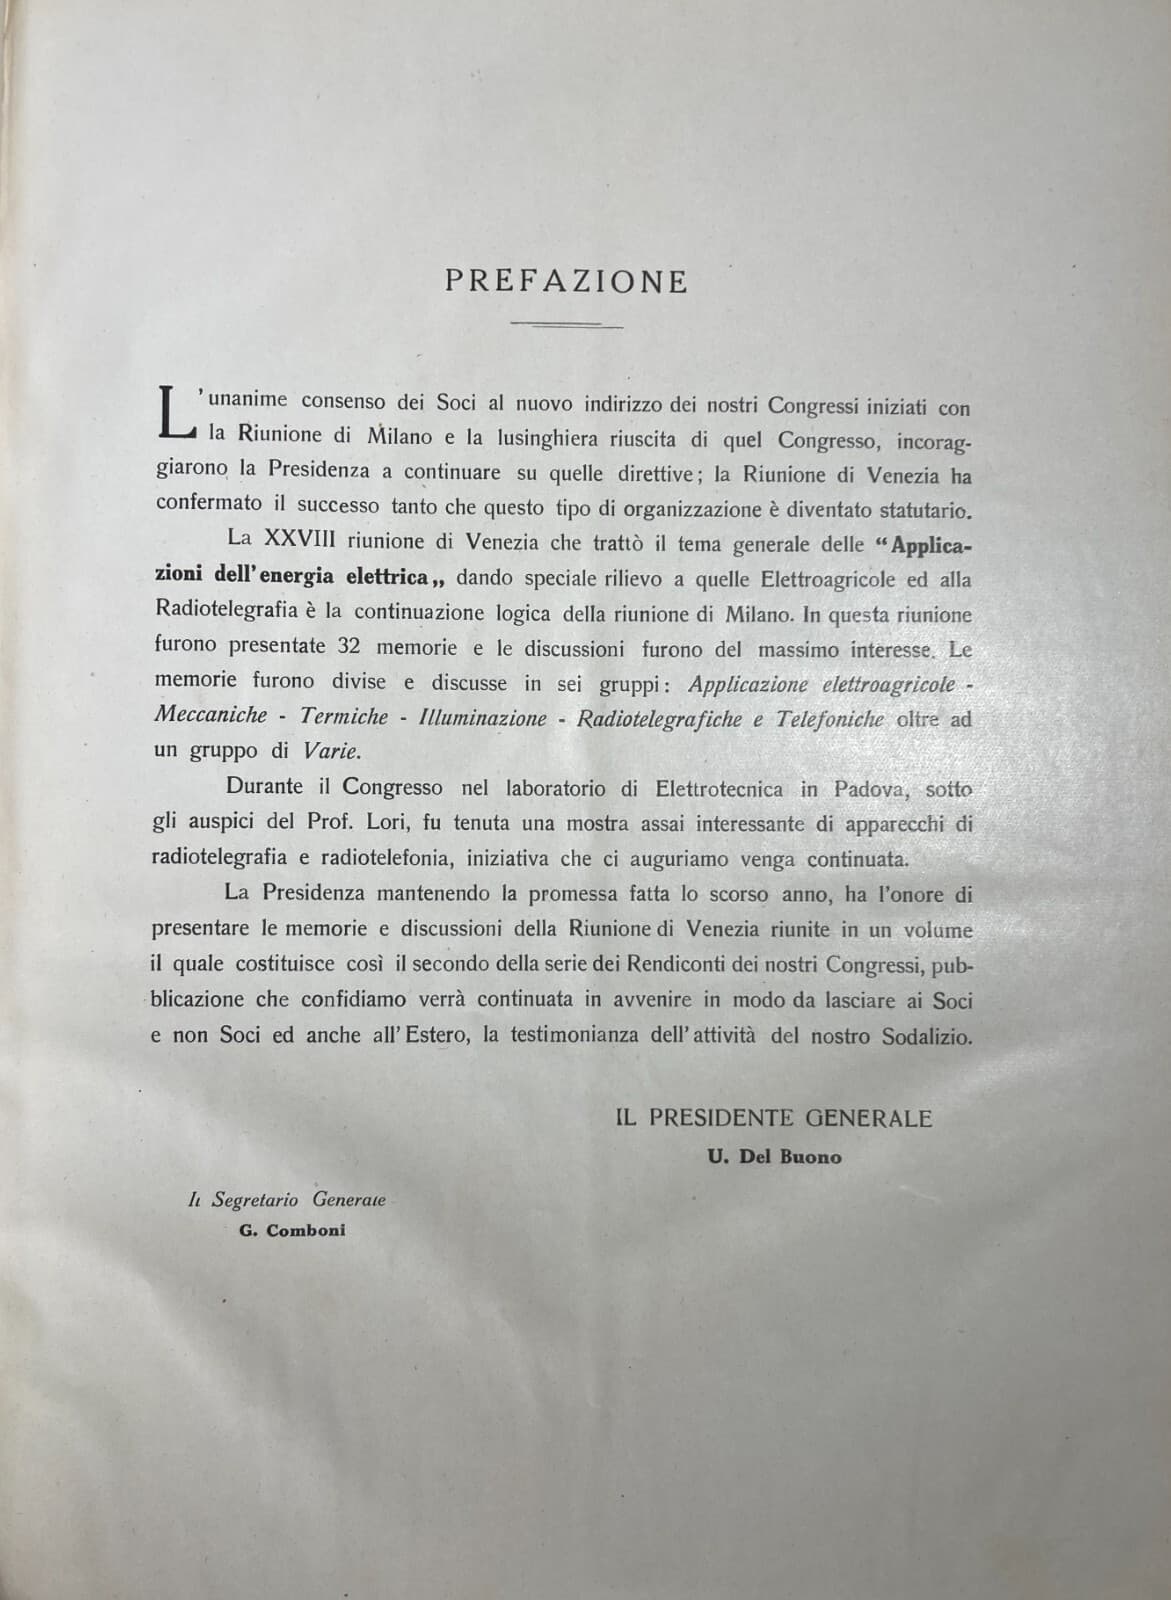 PREFAZIONE
L'unanime consenso dei Soci al nuovo indirizzo dei nostri Congressi iniziati con
la Riunione di Milano e la lusinghiera riuscita di quel Congresso, incorag-
giarono la Presidenza a continuare su quelle direttive; la Riunione di Venezia ha
confermato il successo tanto che questo tipo di organizzazione è diventato statutario.
La XXVIII riunione di Venezia che trattò il tema generale delle “Applica-
zioni dell'energia elettrica„ dando speciale rilievo a quelle Elettroagricole ed alla
Radiotelegrafia è la continuazione logica della riunione di Milano. In questa riunione
furono presentate 32 memorie e le discussioni furono del massimo interesse. Le
memorie furono divise e discusse in sei gruppi: Applicazione elettroagricole -
Meccaniche - Termiche - Illuminazione - Radiotelegrafiche e Telefoniche oltre ad
un gruppo di Varie.
Durante il Congresso nel laboratorio di Elettrotecnica in Padova, sotto
gli auspici del Prof. Lori, fu tenuta una mostra assai interessante di apparecchi di
radiotelegrafia e radiotelefonia, iniziativa che ci auguriamo venga continuata.
La Presidenza mantenendo la promessa fatta lo scorso anno, ha l'onore di
presentare le memorie e discussioni della Riunione di Venezia riunite in un volume
il quale costituisce così il secondo della serie dei Rendiconti dei nostri Congressi, pub-
blicazione che confidiamo verrà continuata in avvenire in modo da lasciare ai Soci
e non Soci ed anche all'Estero, la testimonianza dell'attività del nostro Sodalizio.
IL PRESIDENTE GENERALE
U. Del Buono
Il Segretario Generale
G. Comboni